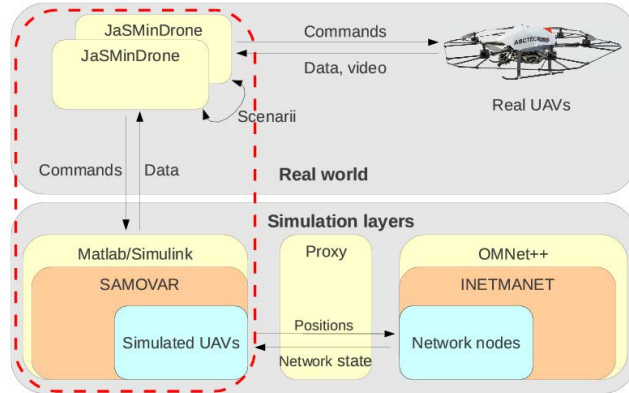 JaSMinDrone
JaSMinDrone
Commands
Data, video
Real UAVs
Scenarii
Commands
Data
Real world
Simulation layers
Matlab/Simulink
Proxy
OMNet++
SAMOVAR
INETMANET
Simulated UAVs
Positions
Network nodes
Network state